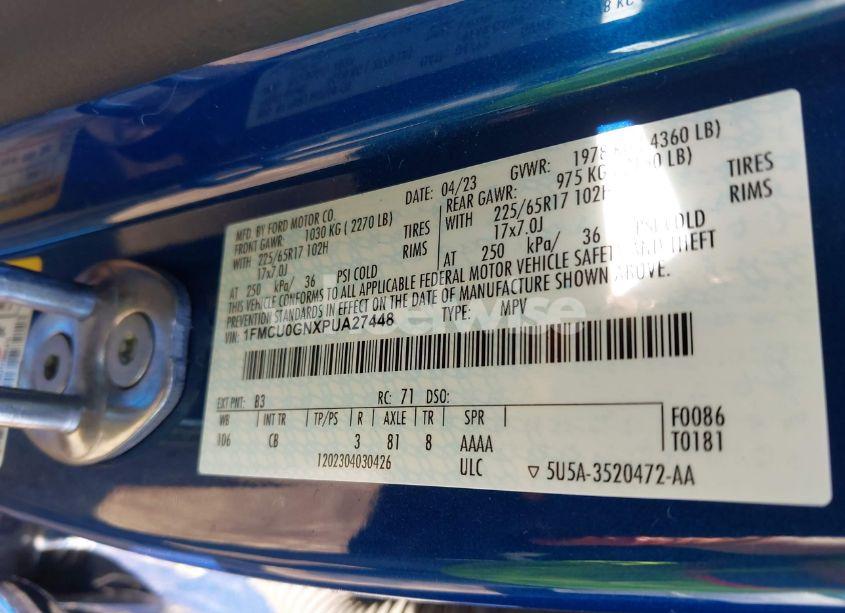 MFD. BY FORD MOTOR CO.
DATE: 04/23 GVWR: 1978 4360 LB)
FRONT GAWR: 1030 KG ( 2270 LB) REAR GAWR: 975 KG LB)
WITH 225/65R17 102H TIRES WITH 225/65R17 102H TIRES
17x7.0J RIMS 17x7.0J RIMS
AT 250 kPa/ 36 PSI COLD AT 250 kPa/ 36 PSI COLD
THIS VEHICLE CONFORMS TO ALL APPLICABLE FEDERAL MOTOR VEHICLE SAFETY AND THEFT
PREVENTION STANDARDS IN EFFECT ON THE DATE OF MANUFACTURE SHOWN ABOVE.
VIN: 1FMCU0GNXPUA27448 TYPE: MPV
EXT PNT: B3 RC: 71 DSO:
WB INT TR TP/PS R AXLE TR SPR
106 CB 3 81 8 AAAA
F0086
T0181
1202304030426 ULC ▽ 5U5A-3520472-AA